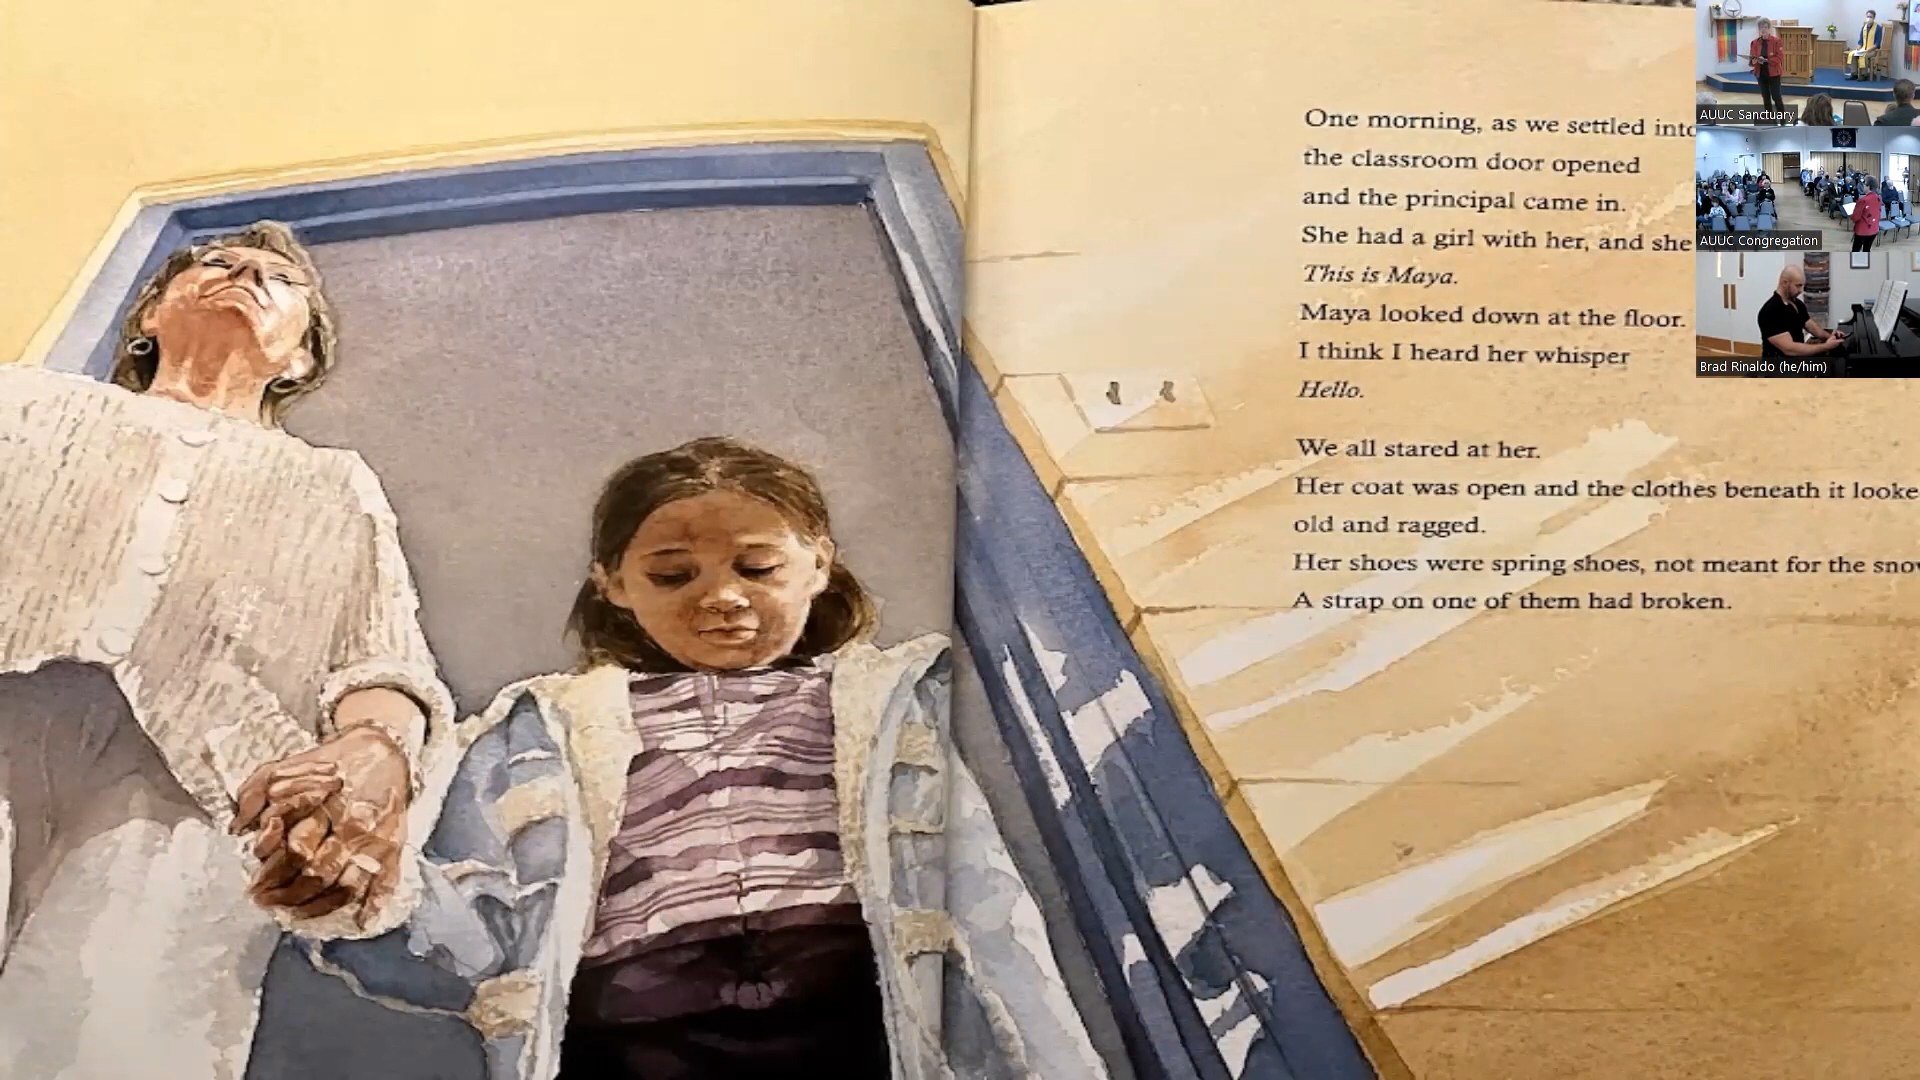 One morning, as we settled into
the classroom door opened
and the principal came in.
She had a girl with her, and she
This is Maya.
Maya looked down at the floor.
I think I heard her whisper
Hello.
We all stared at her.
Her coat was open and the clothes beneath it looke
old and ragged.
Her shoes were spring shoes, not meant for the sno
A strap on one of them had broken.
AUUC Sanctuary
AUUC Congregation
Brad Rinaldo (he/him)